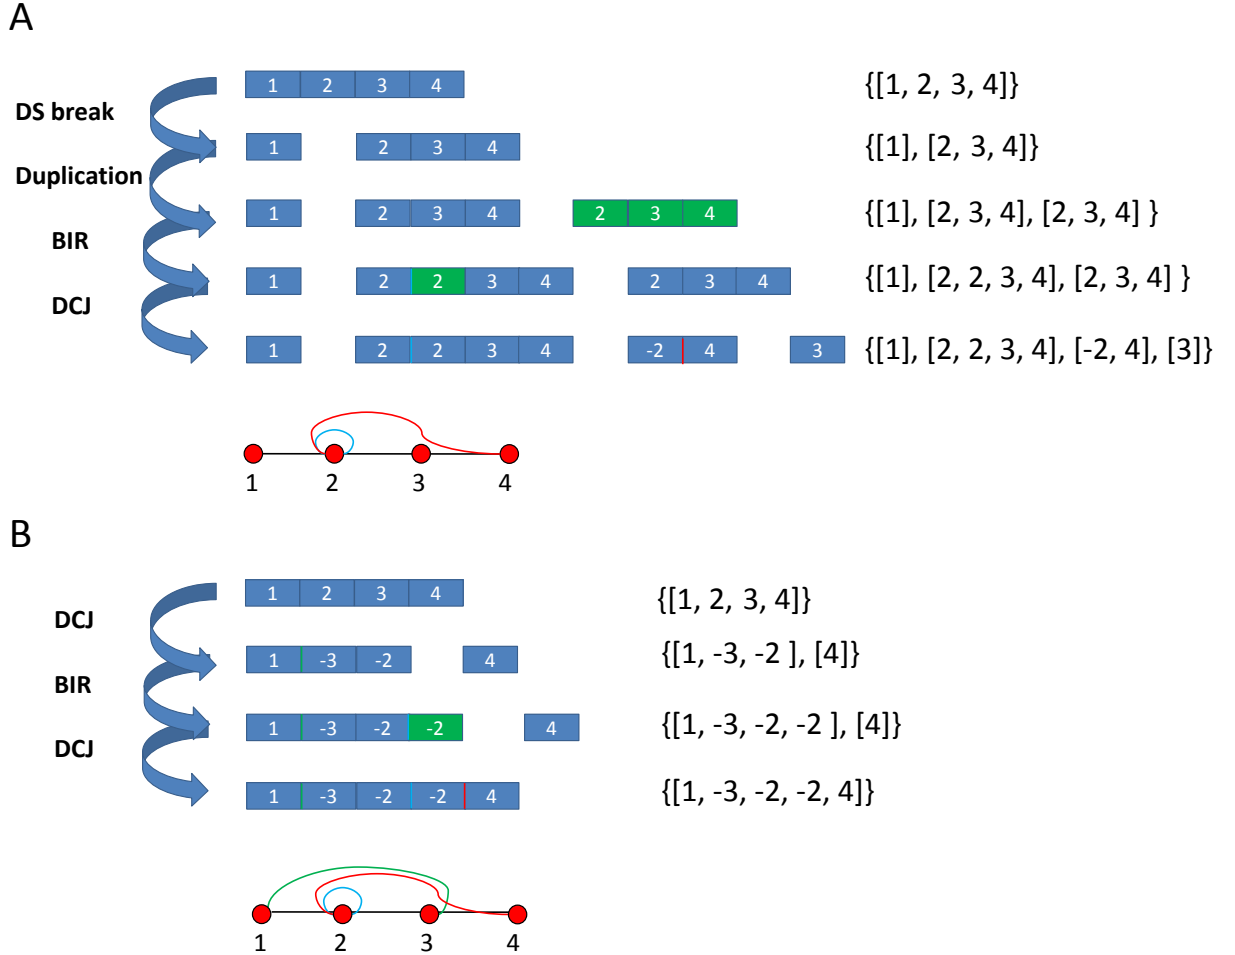 A
1 2 3 4 {[1, 2, 3, 4]}
DS break
1 2 3 4 {[1], [2, 3, 4]}
Duplication
1 2 3 4 2 3 4 {[1], [2, 3, 4], [2, 3, 4] }
BIR
1 2 2 3 4 2 3 4 {[1], [2, 2, 3, 4], [2, 3, 4] }
DCJ
1 2 2 3 4 -2 4 3 {[1], [2, 2, 3, 4], [-2, 4], [3]}
1 2 3 4
B
1 2 3 4 {[1, 2, 3, 4]}
DCJ
1 -3 -2 4 {[1, -3, -2 ], [4]}
BIR
1 -3 -2 -2 4 {[1, -3, -2, -2 ], [4]}
DCJ
1 -3 -2 -2 4 {[1, -3, -2, -2, 4]}
1 2 3 4